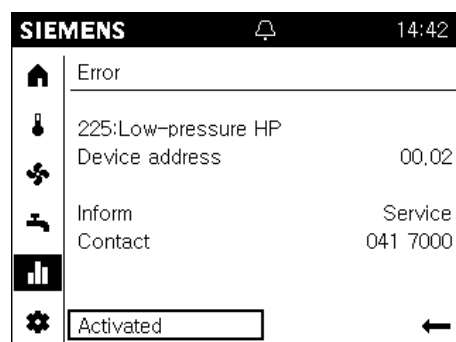 SIEMENS 14:42
Error
225:Low-pressure HP
Device address 00,02
Inform Service
Contact 041 7000
Activated